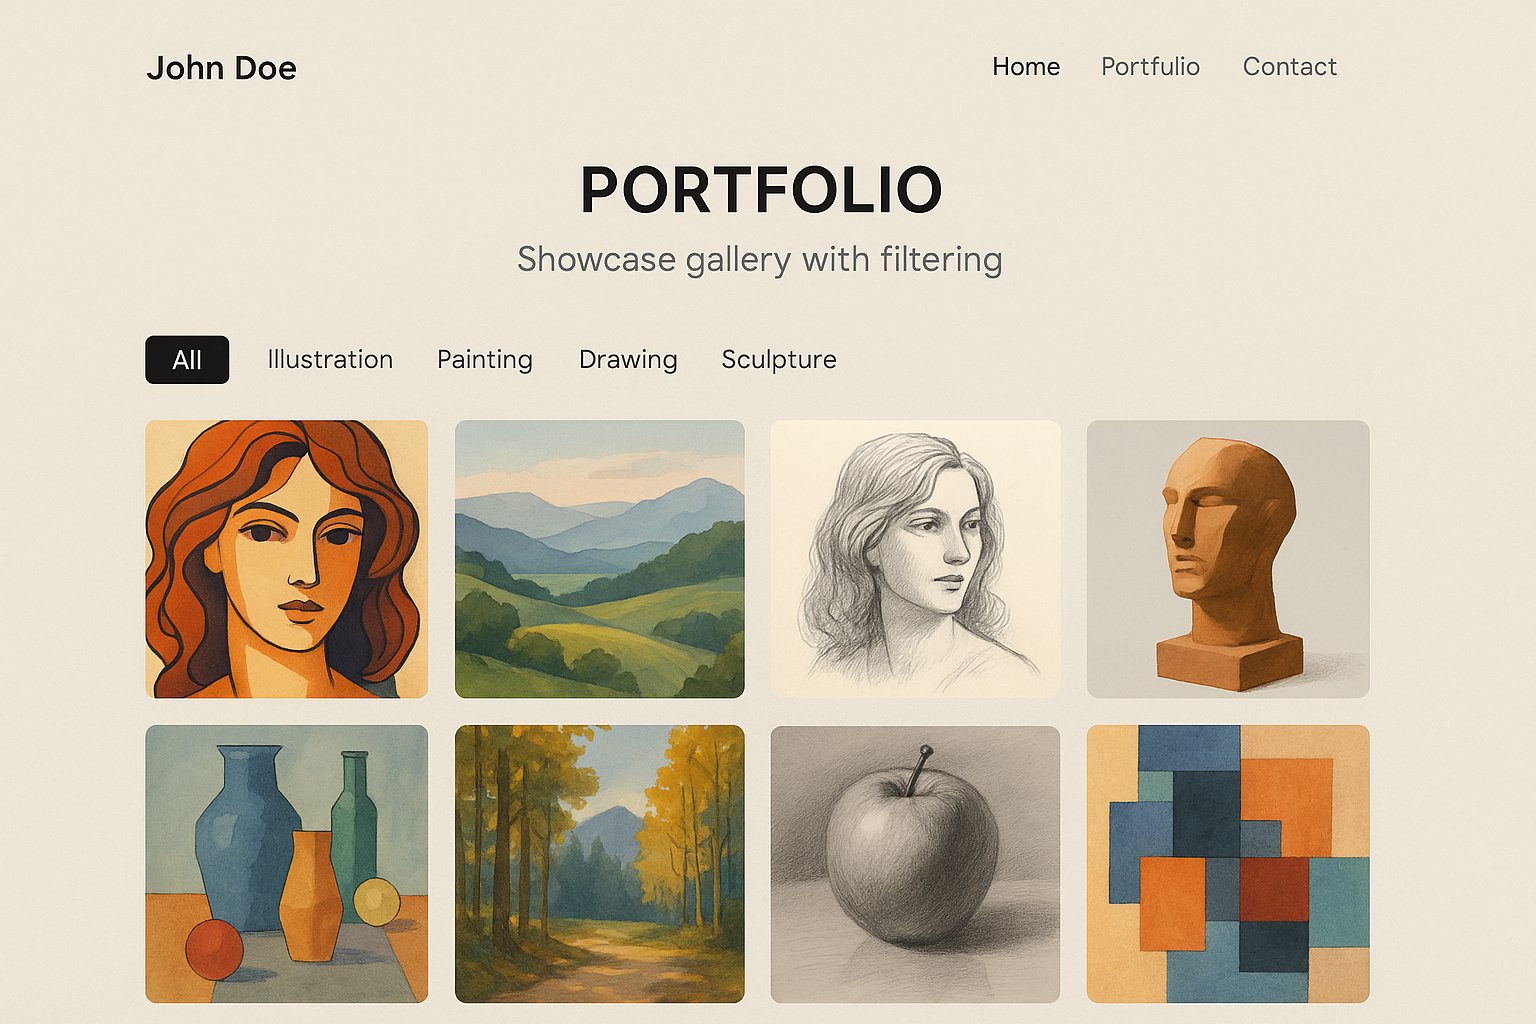 John Doe
Home Portfulio Contact
PORTFOLIO
Showcase gallery with filtering
All Illustration Painting Drawing Sculpture